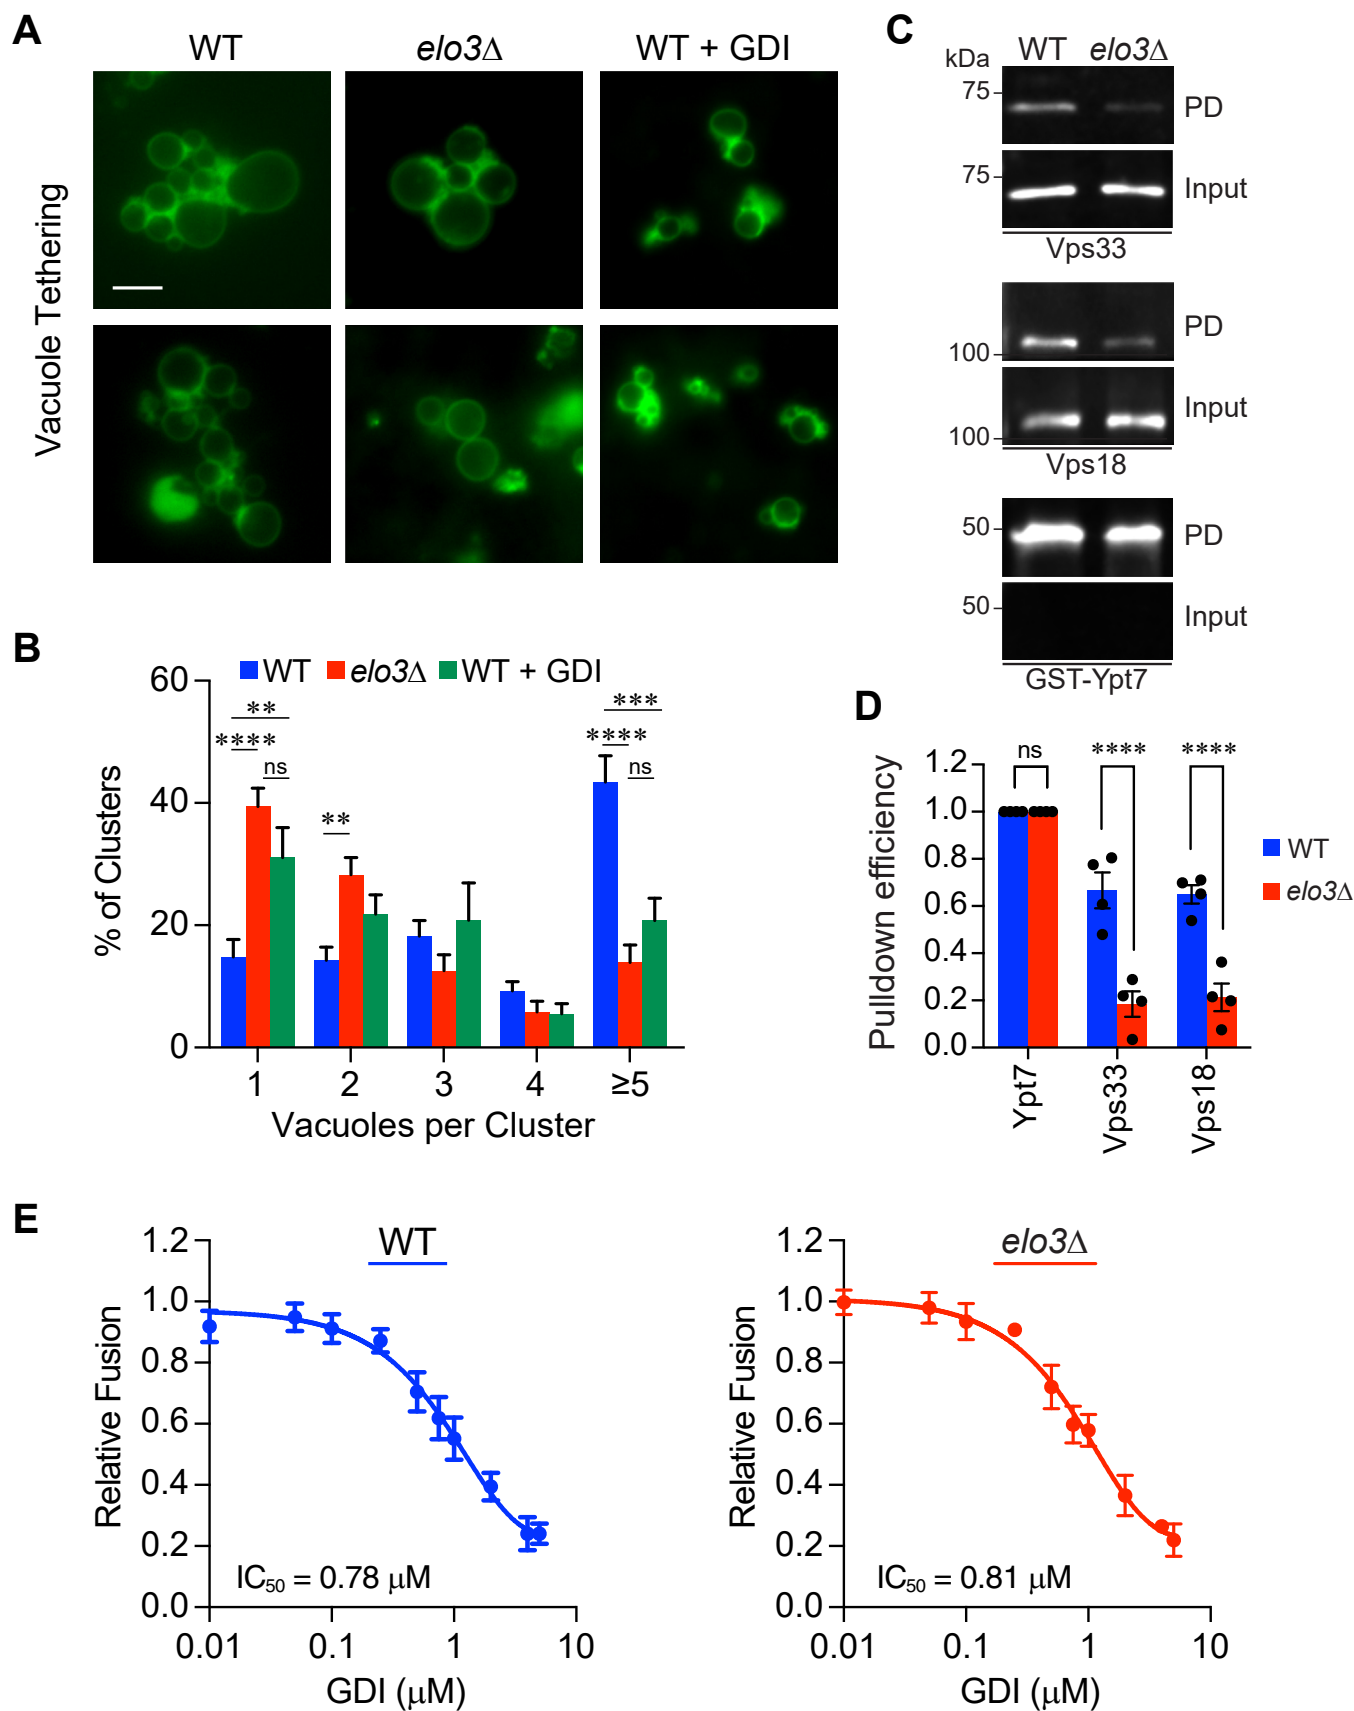 A
WT
elo3Δ
WT + GDI
Vacuole Tethering
C
kDa
WT
elo3Δ
75
PD
75
Input
Vps33
PD
100
Input
100
Vps18
50
PD
50
Input
GST-Ypt7
B
WT
elo3Δ
WT + GDI
60
40
20
0
% of Clusters
**
****
ns
**
***
****
ns
1
2
3
4
≥5
Vacuoles per Cluster
D
1.2
1.0
0.8
0.6
0.4
0.2
0.0
Pulldown efficiency
ns
****
****
WT
elo3Δ
Ypt7
Vps33
Vps18
E
WT
1.2
1.0
0.8
0.6
0.4
0.2
0.0
Relative Fusion
IC50 = 0.78 μM
0.01
0.1
1
10
GDI (μM)
elo3Δ
1.2
1.0
0.8
0.6
0.4
0.2
0.0
Relative Fusion
IC50 = 0.81 μM
0.01
0.1
1
10
GDI (μM)